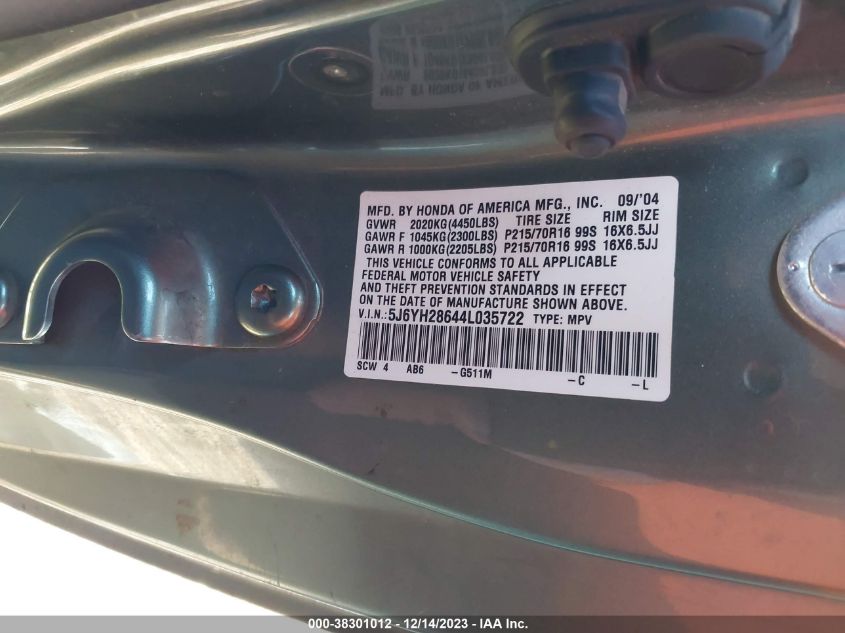 MFD. BY HONDA OF AMERICA MFG., INC. 09/'04
GVWR 2020KG(4450LBS) TIRE SIZE RIM SIZE
GAWR F 1045KG(2300LBS) P215/70R16 99S 16X6.5JJ
GAWR R 1000KG(2205LBS) P215/70R16 99S 16X6.5JJ
THIS VEHICLE CONFORMS TO ALL APPLICABLE
FEDERAL MOTOR VEHICLE SAFETY
AND THEFT PREVENTION STANDARDS IN EFFECT
ON THE DATE OF MANUFACTURE SHOWN ABOVE.
V.I.N.: 5J6YH28644L035722 TYPE: MPV
SCW 4 AB6 -G511M -C -L
000-38301012 - 12/14/2023 - IAA Inc.